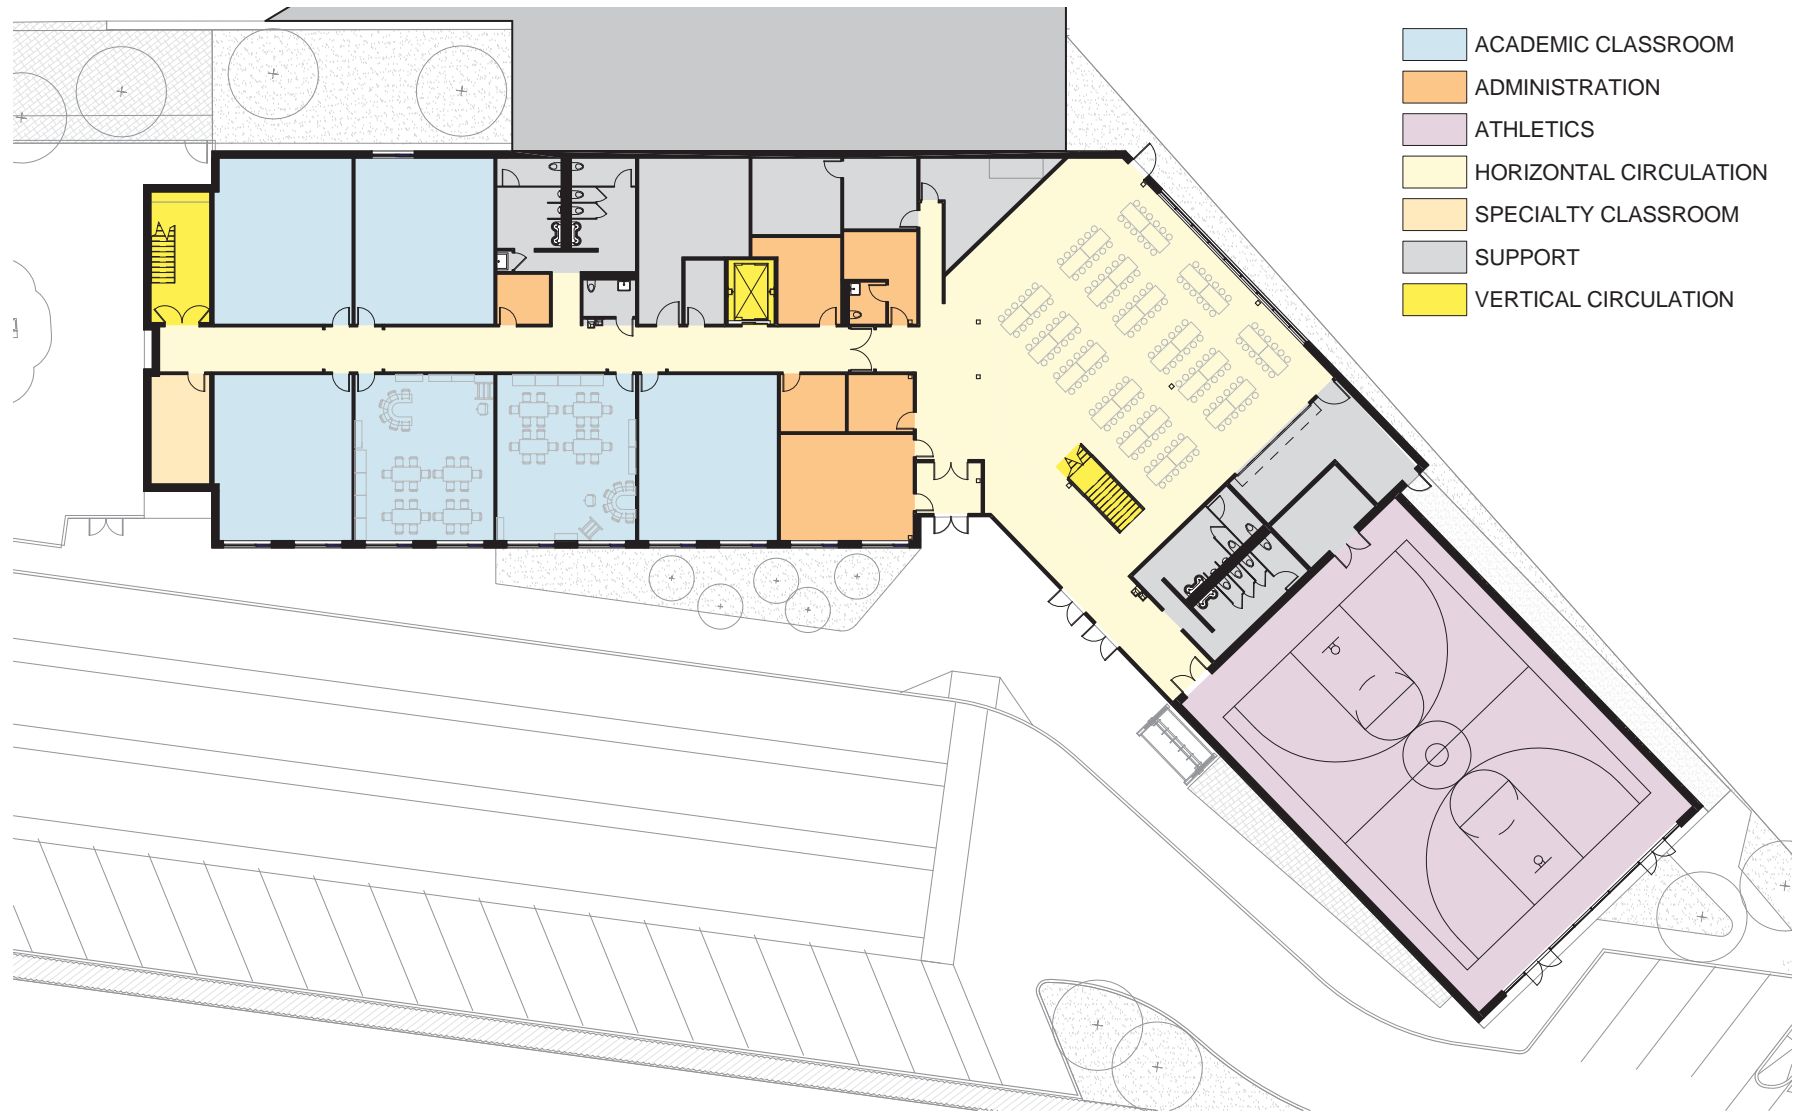 ACADEMIC CLASSROOM
ADMINISTRATION
ATHLETICS
HORIZONTAL CIRCULATION
SPECIALTY CLASSROOM
SUPPORT
VERTICAL CIRCULATION